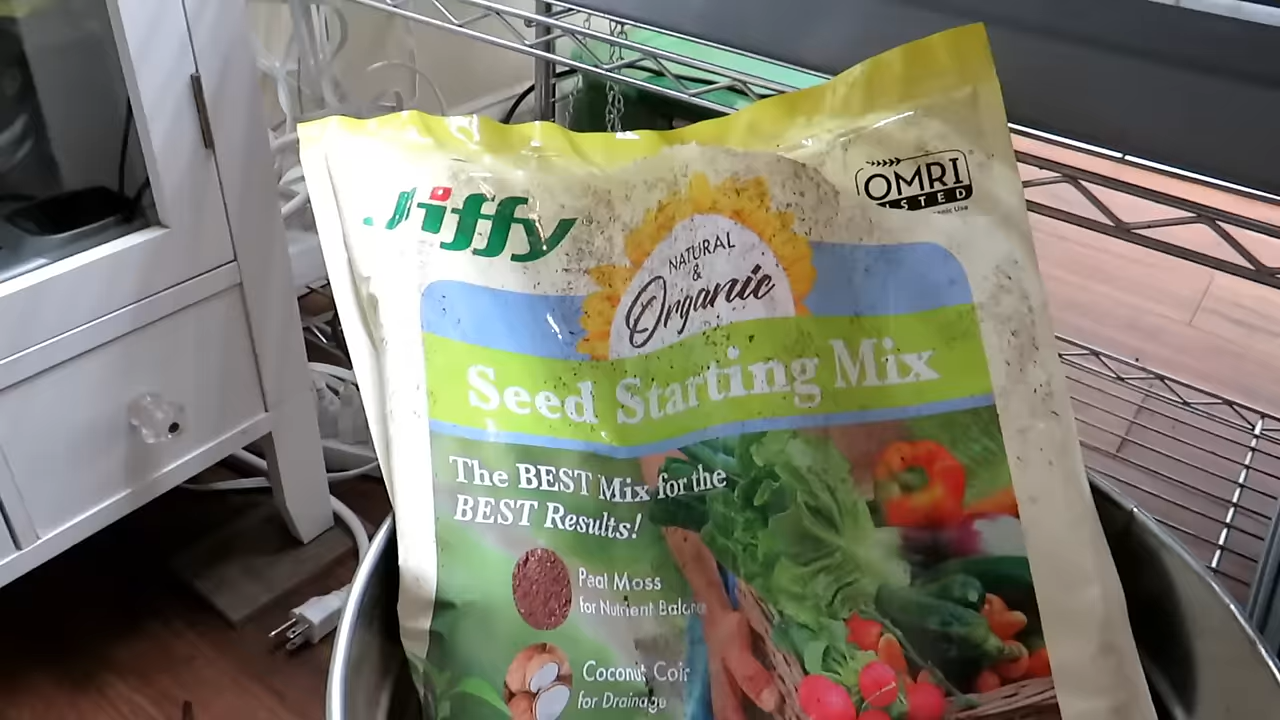 Jiffy
OMRI
LISTED
NATURAL
&
Organic
Seed Starting Mix
The BEST Mix for the
BEST Results!
Peat Moss
for Nutrient Balance
Coconut Coir
for Drainage